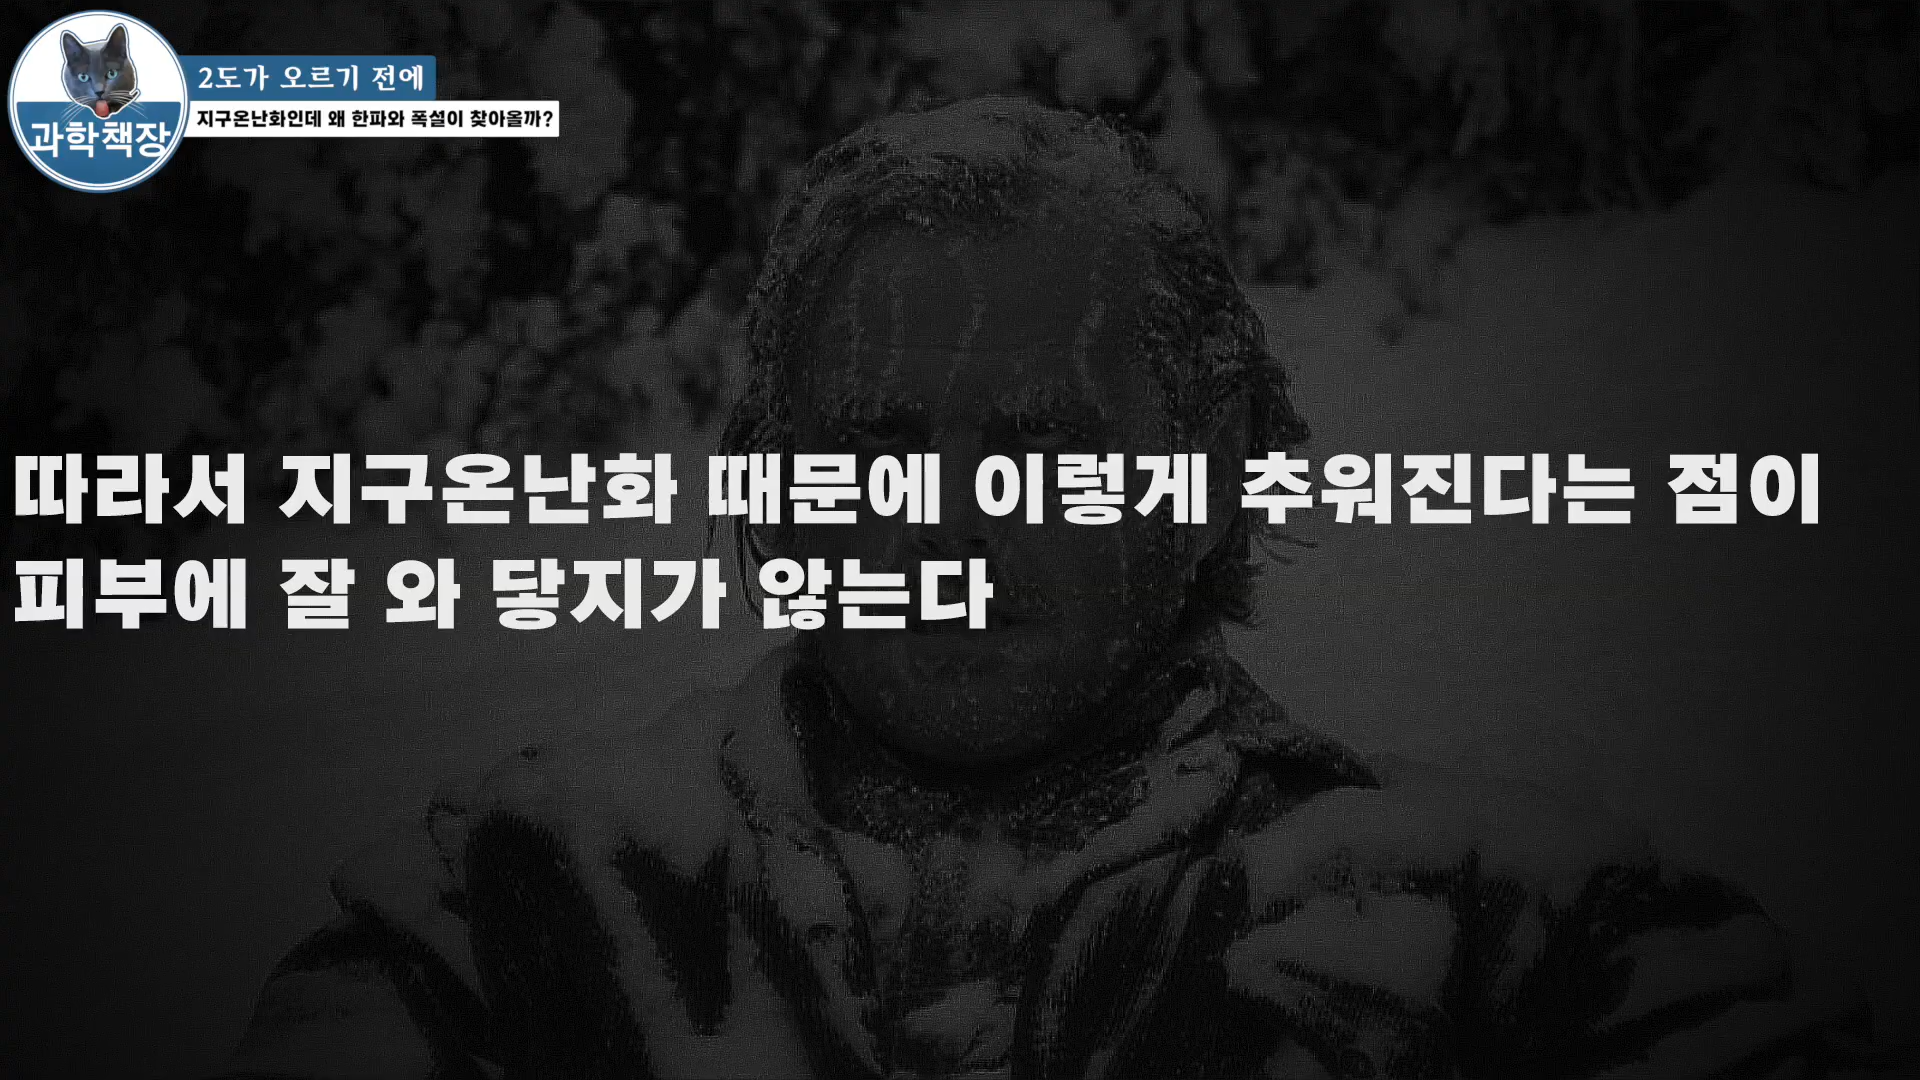 과학책장
2도가 오르기 전에
지구온난화인데 왜 한파와 폭설이 찾아올까?
따라서 지구온난화 때문에 이렇게 추워진다는 점이
피부에 잘 와 닿지가 않는다